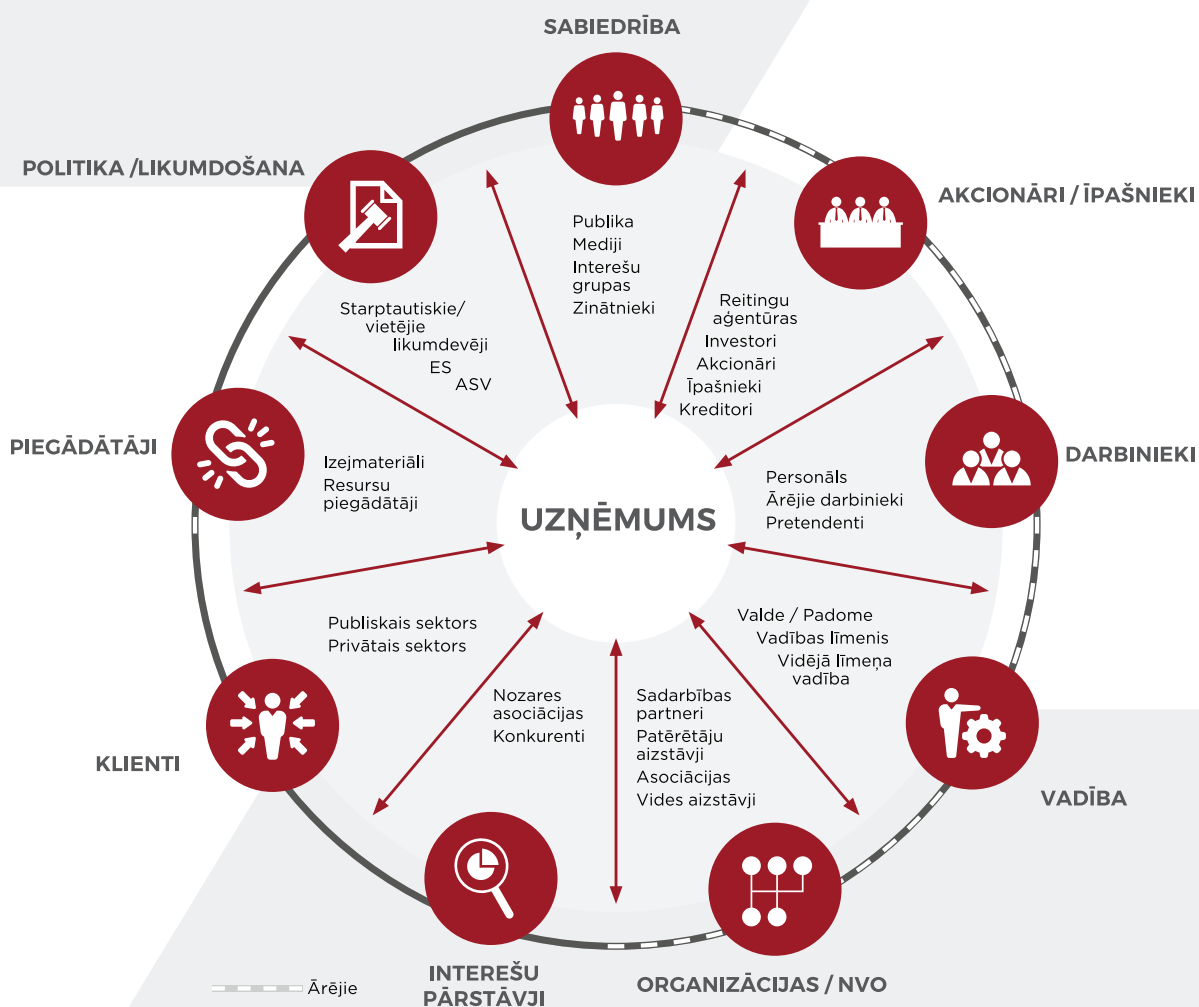 SABIEDRĪBA
POLITIKA /LIKUMDOŠANA
AKCIONĀRI / ĪPAŠNIEKI
Publika
Mediji
Interešu
grupas
Zinātnieki
Starptautiskie/
vietējie
likumdevēji
ES
ASV
Reitingu
aģentūras
Investori
Akcionāri
Īpašnieki
Kreditori
PIEGĀDĀTĀJI
DARBINIEKI
Izejmateriāli
Resursu
piegādātāji
UZŅĒMUMS
Personāls
Ārējie darbinieki
Pretendenti
Publiskais sektors
Privātais sektors
Valde / Padome
Vadības līmenis
Vidējā līmeņa
vadība
Nozares
asociācijas
Konkurenti
Sadarbības
partneri
Patērētāju
aizstāvji
Asociācijas
Vides aizstāvji
KLIENTI
VADĪBA
INTEREŠU
PĀRSTĀVJI
ORGANIZĀCIJAS / NVO
Ārējie